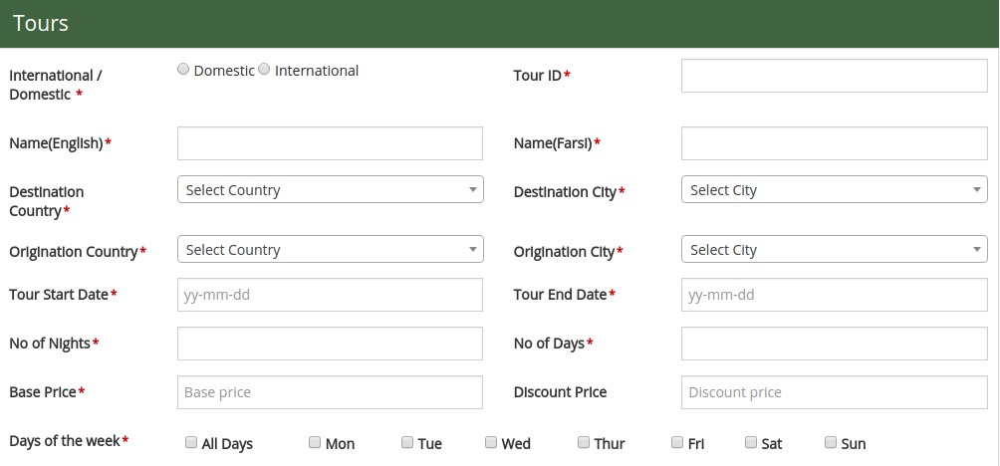 Tours
International / Domestic International Tour ID*
Domestic *
Name(English)* Name(Farsi)*
Destination Select Country Destination City* Select City
Country*
Origination Country* Select Country Origination City* Select City
Tour Start Date* yy-mm-dd Tour End Date* yy-mm-dd
No of Nights* No of Days*
Base Price* Base price Discount Price Discount price
Days of the week* All Days Mon Tue Wed Thur Fri Sat Sun